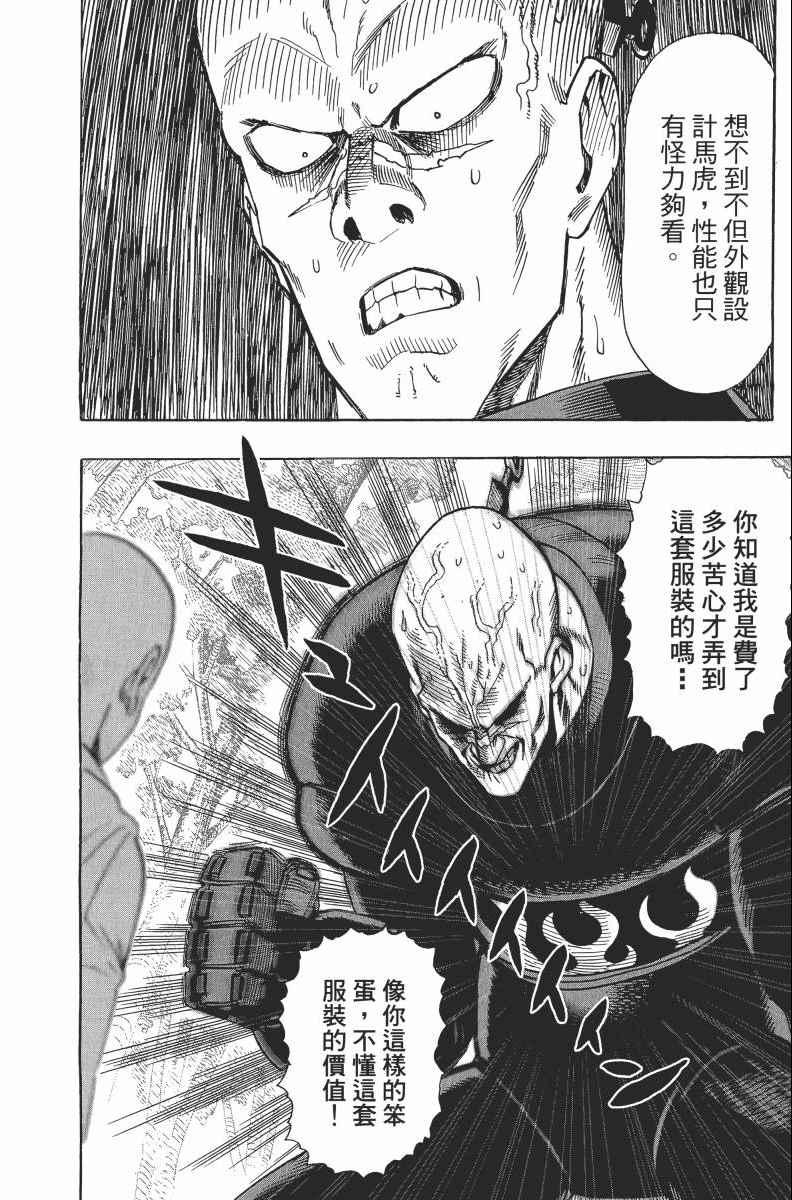 想不到不但外觀設
計馬虎，性能也只
有怪力夠看。
你知道我是費了
多少苦心才弄到
這套服裝的嗎…
像你這樣的笨
蛋，不懂這套
服裝的價值！